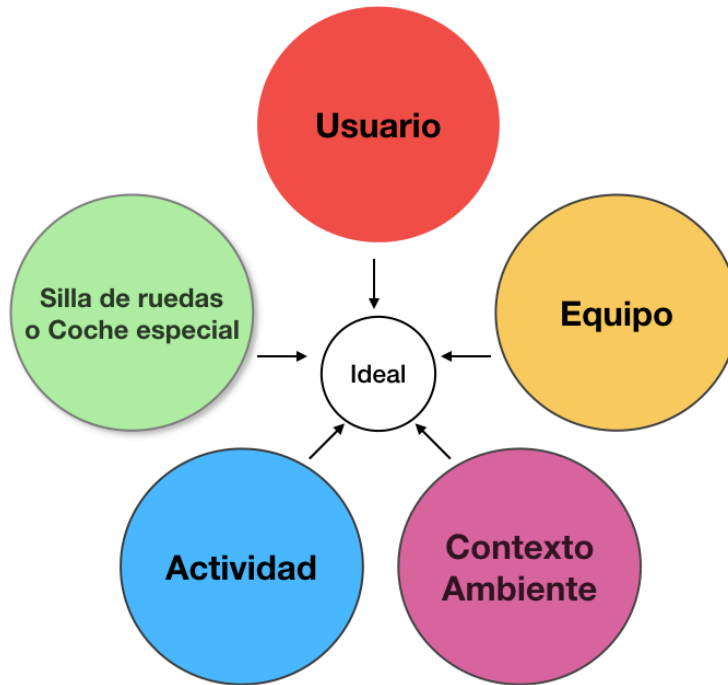 Usuario
Silla de ruedas
o Coche especial
Equipo
Ideal
Actividad
Contexto
Ambiente